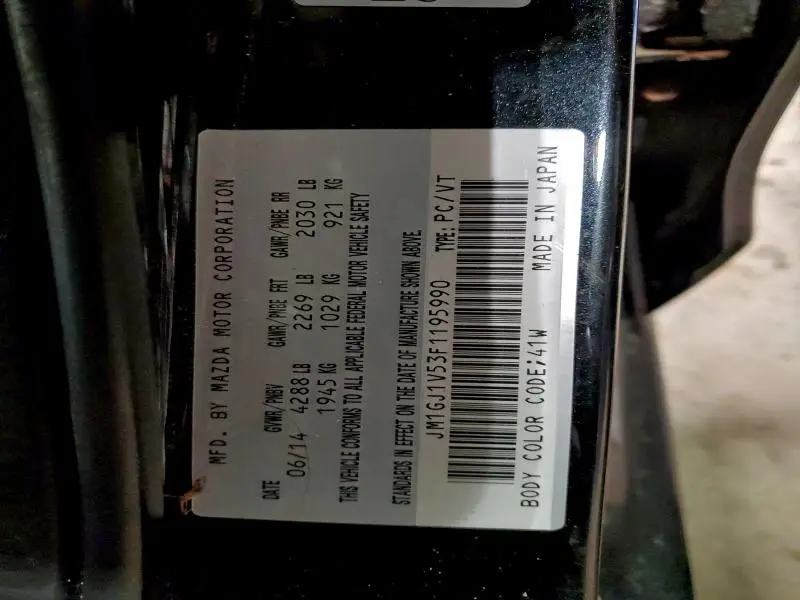 MFD. BY MAZDA MOTOR CORPORATION
DATE GVWR/PNBV GAWR/PNBE FRT GAWR/PNBE RR
06/14 4288 LB 2269 LB 2030 LB
1945 KG 1029 KG 921 KG
THIS VEHICLE CONFORMS TO ALL APPLICABLE FEDERAL MOTOR VEHICLE SAFETY
STANDARDS IN EFFECT ON THE DATE OF MANUFACTURE SHOWN ABOVE.
JM1GJ1V53F1195990 TYPE: PC/VT
BODY COLOR CODE;41W MADE IN JAPAN